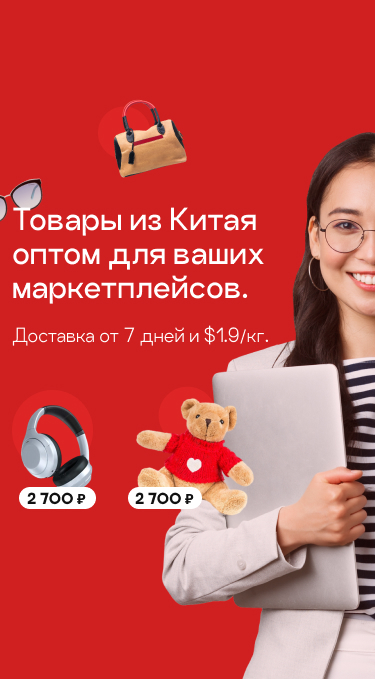 Товары из Китая
оптом для ваших
маркетплейсов.
Доставка от 7 дней и $1.9/кг.
2 700 ₽
2 700 ₽